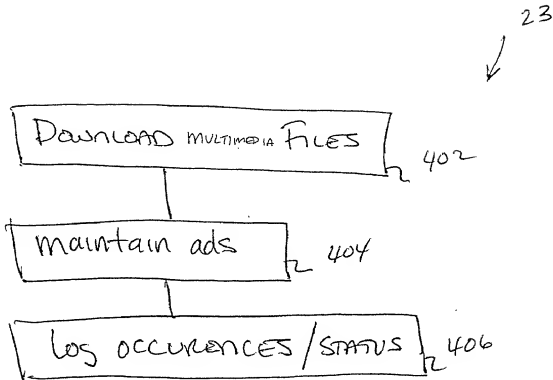 23
DOWNLOAD MULTIMEDIA FILES
402
maintain ads
404
LOG OCCURENCES/STATUS
406